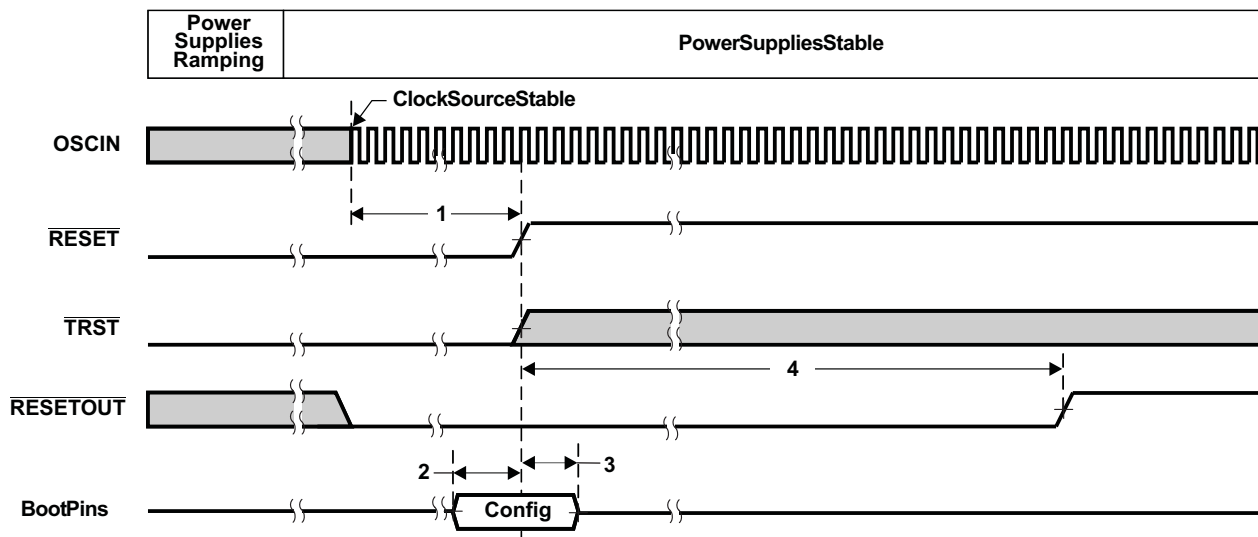 Power
Supplies
Ramping
PowerSuppliesStable
ClockSourceStable
OSCIN
1
RESET
TRST
4
RESETOUT
2
3
BootPins
Config